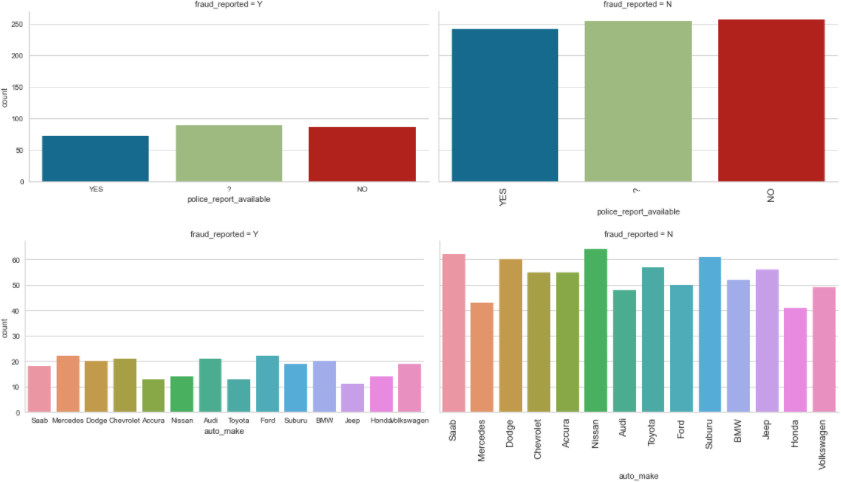 fraud_reported = Y
fraud_reported = N
250
200
150
100
50
0
count
YES
?
NO
police_report_available
YES
?
NO
police_report_available
fraud_reported = Y
fraud_reported = N
60
50
40
30
20
10
0
count
Saab Mercedes Dodge Chevrolet Accura Nissan Audi Toyota Ford Suburu BMW Jeep Honda Volkswagen
auto_make
Saab
Mercedes
Dodge
Chevrolet
Accura
Nissan
Audi
Toyota
Ford
Suburu
BMW
Jeep
Honda
Volkswagen
auto_make